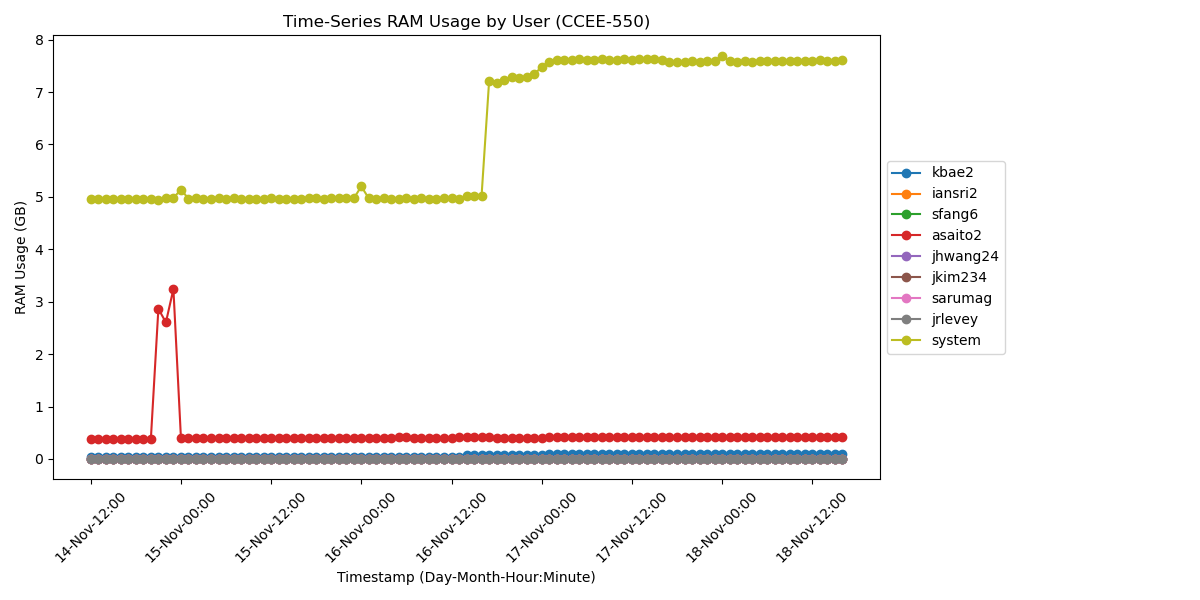 Time-Series RAM Usage by User (CCEE-550)
8
7
6
5
4
3
2
1
0
RAM Usage (GB)
14-Nov-12:00
15-Nov-00:00
15-Nov-12:00
16-Nov-00:00
16-Nov-12:00
17-Nov-00:00
17-Nov-12:00
18-Nov-00:00
18-Nov-12:00
Timestamp (Day-Month-Hour:Minute)
kbae2
iansri2
sfang6
asaito2
jhwang24
jkim234
sarumag
jrlevey
system